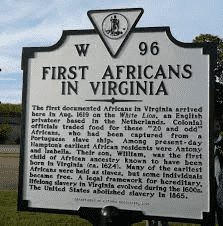 W 96
FIRST AFRICANS
IN VIRGINIA
The first documented Africans in Virginia arrived
here in Aug. 1619 on the White Lion, an English
privateer based in the Netherlands. Colonial
officials traded food for these "20 and odd"
Africans, who had been captured from a
Portuguese slave ship. Among present-day
Hampton's earliest African residents were Antony
and Isabella. Their son, William, was the first
child of African ancestry known to have been
born in Virginia (ca. 1624). Many of the earliest
Africans were held as slaves, but some individuals
became free. A legal framework for hereditary,
lifelong slavery in Virginia evolved during the 1600s.
The United States abolished slavery in 1865.
DEPARTMENT OF HISTORIC RESOURCES,